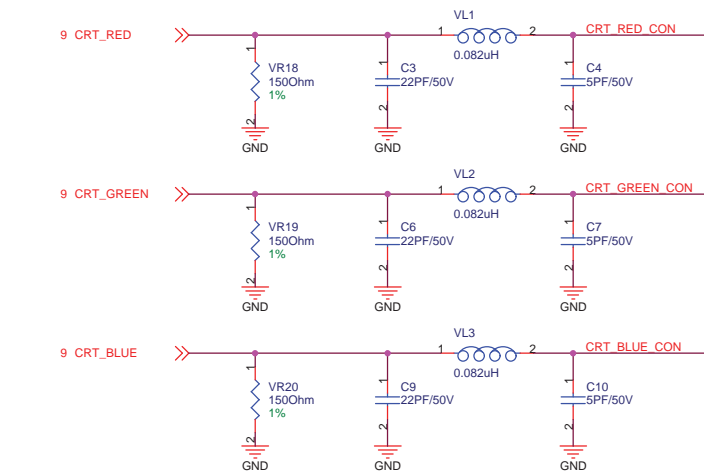 VL1
9 CRT_RED
1
2
CRT_RED_CON
0.082uH
1
VR18
150Ohm
1%
2
GND
1
C3
22PF/50V
2
GND
1
C4
5PF/50V
2
GND
VL2
9 CRT_GREEN
1
2
CRT_GREEN_CON
0.082uH
1
VR19
150Ohm
1%
2
GND
1
C6
22PF/50V
2
GND
1
C7
5PF/50V
2
GND
VL3
9 CRT_BLUE
1
2
CRT_BLUE_CON
0.082uH
1
VR20
150Ohm
1%
2
GND
1
C9
22PF/50V
2
GND
1
C10
5PF/50V
2
GND